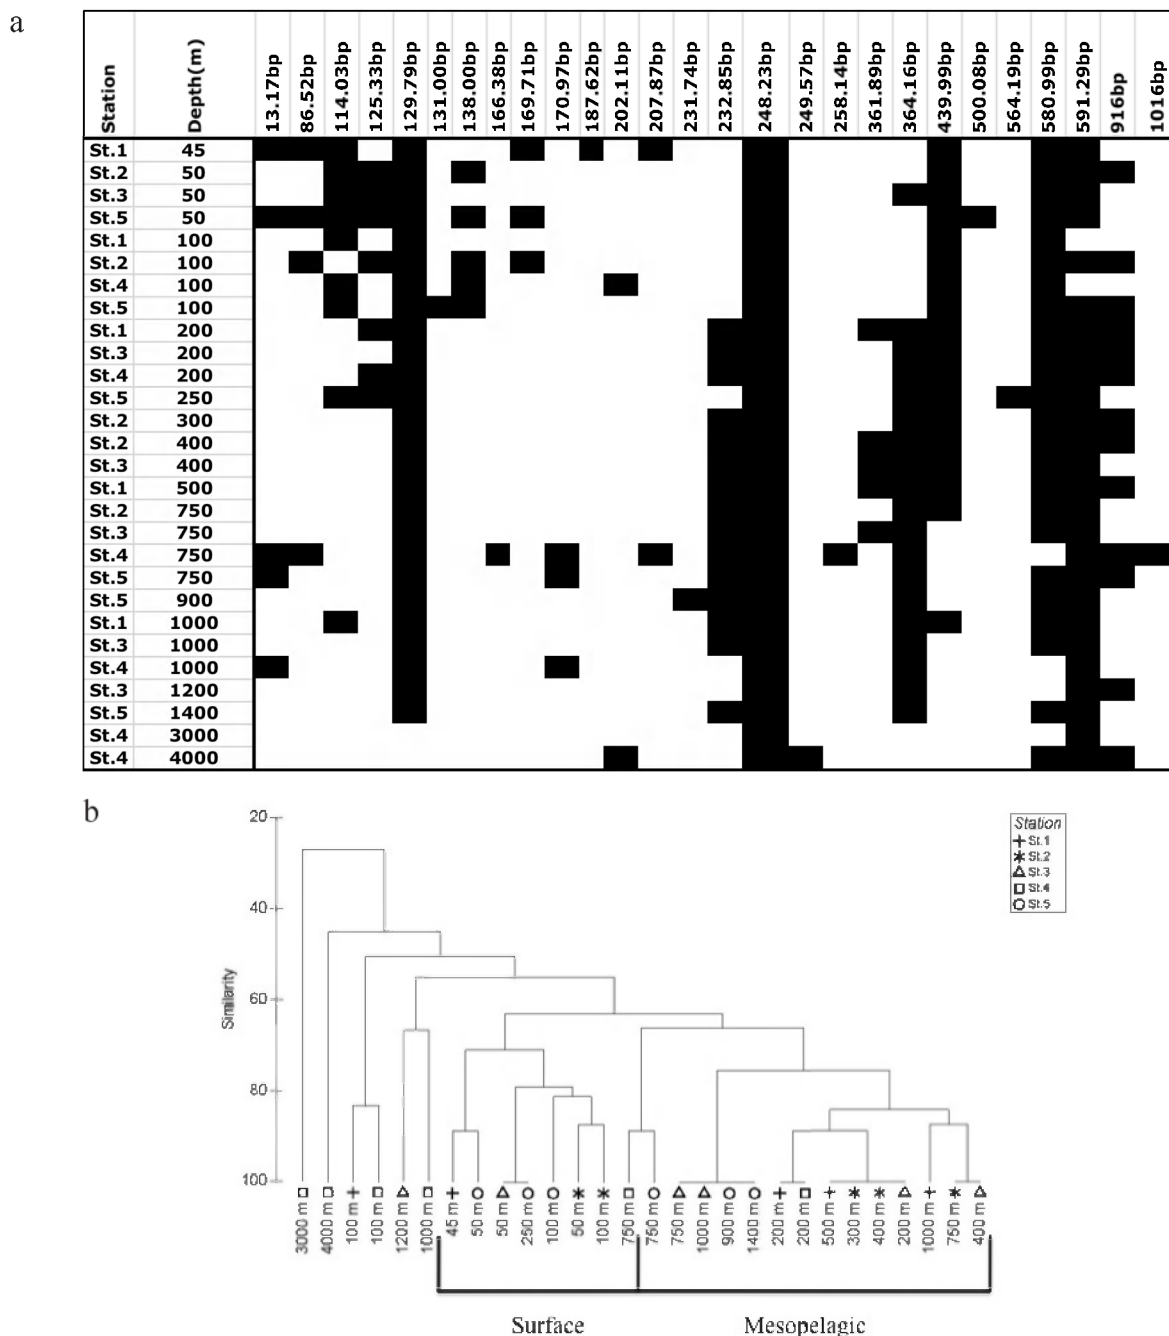 a
Station Depth(m) 13.17bp 86.52bp 114.03bp 125.33bp 129.79bp 131.00bp 138.00bp 166.38bp 169.71bp 170.97bp 187.62bp 202.11bp 207.87bp 231.74bp 232.85bp 248.23bp 249.57bp 258.14bp 361.89bp 364.16bp 439.99bp 500.08bp 564.19bp 580.99bp 591.29bp 916bp 1016bp
St.1 45
St.2 50
St.3 50
St.5 50
St.1 100
St.2 100
St.4 100
St.5 100
St.1 200
St.3 200
St.4 200
St.5 250
St.2 300
St.2 400
St.3 400
St.1 500
St.2 750
St.3 750
St.4 750
St.5 750
St.5 900
St.1 1000
St.3 1000
St.4 1000
St.3 1200
St.5 1400
St.4 3000
St.4 4000
b
Station
St.1
St.2
St.3
St.4
St.5
Similarity
20
40
60
80
100
3000 m 4000 m 100 m 100 m 1200 m 1000 m 45 m 50 m 50 m 250 m 100 m 50 m 100 m 750 m 750 m 750 m 1000 m 900 m 1400 m 200 m 200 m 500 m 300 m 400 m 200 m 1000 m 750 m 400 m
Surface Mesopelagic